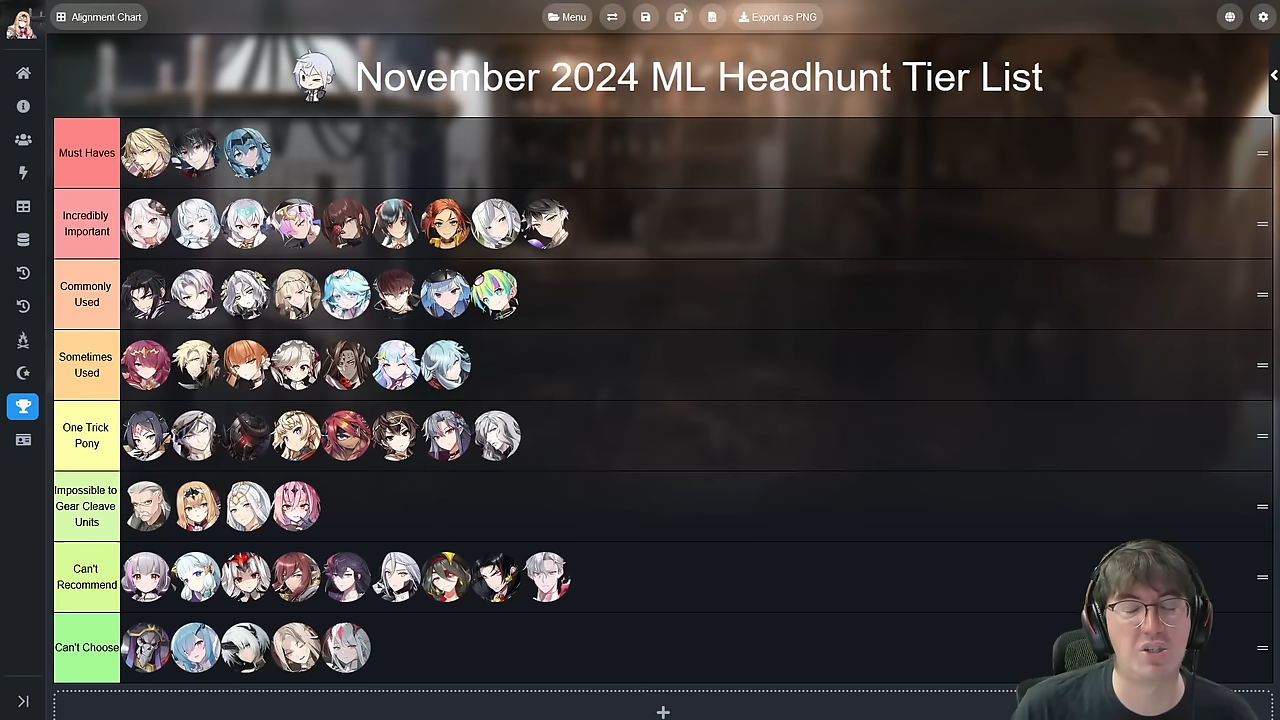 Alignment Chart
Menu
Export as PNG
November 2024 ML Headhunt Tier List
Must Haves
Incredibly
Important
Commonly
Used
Sometimes
Used
One Trick
Pony
Impossible to
Gear Cleave
Units
Can't
Recommend
Can't Choose